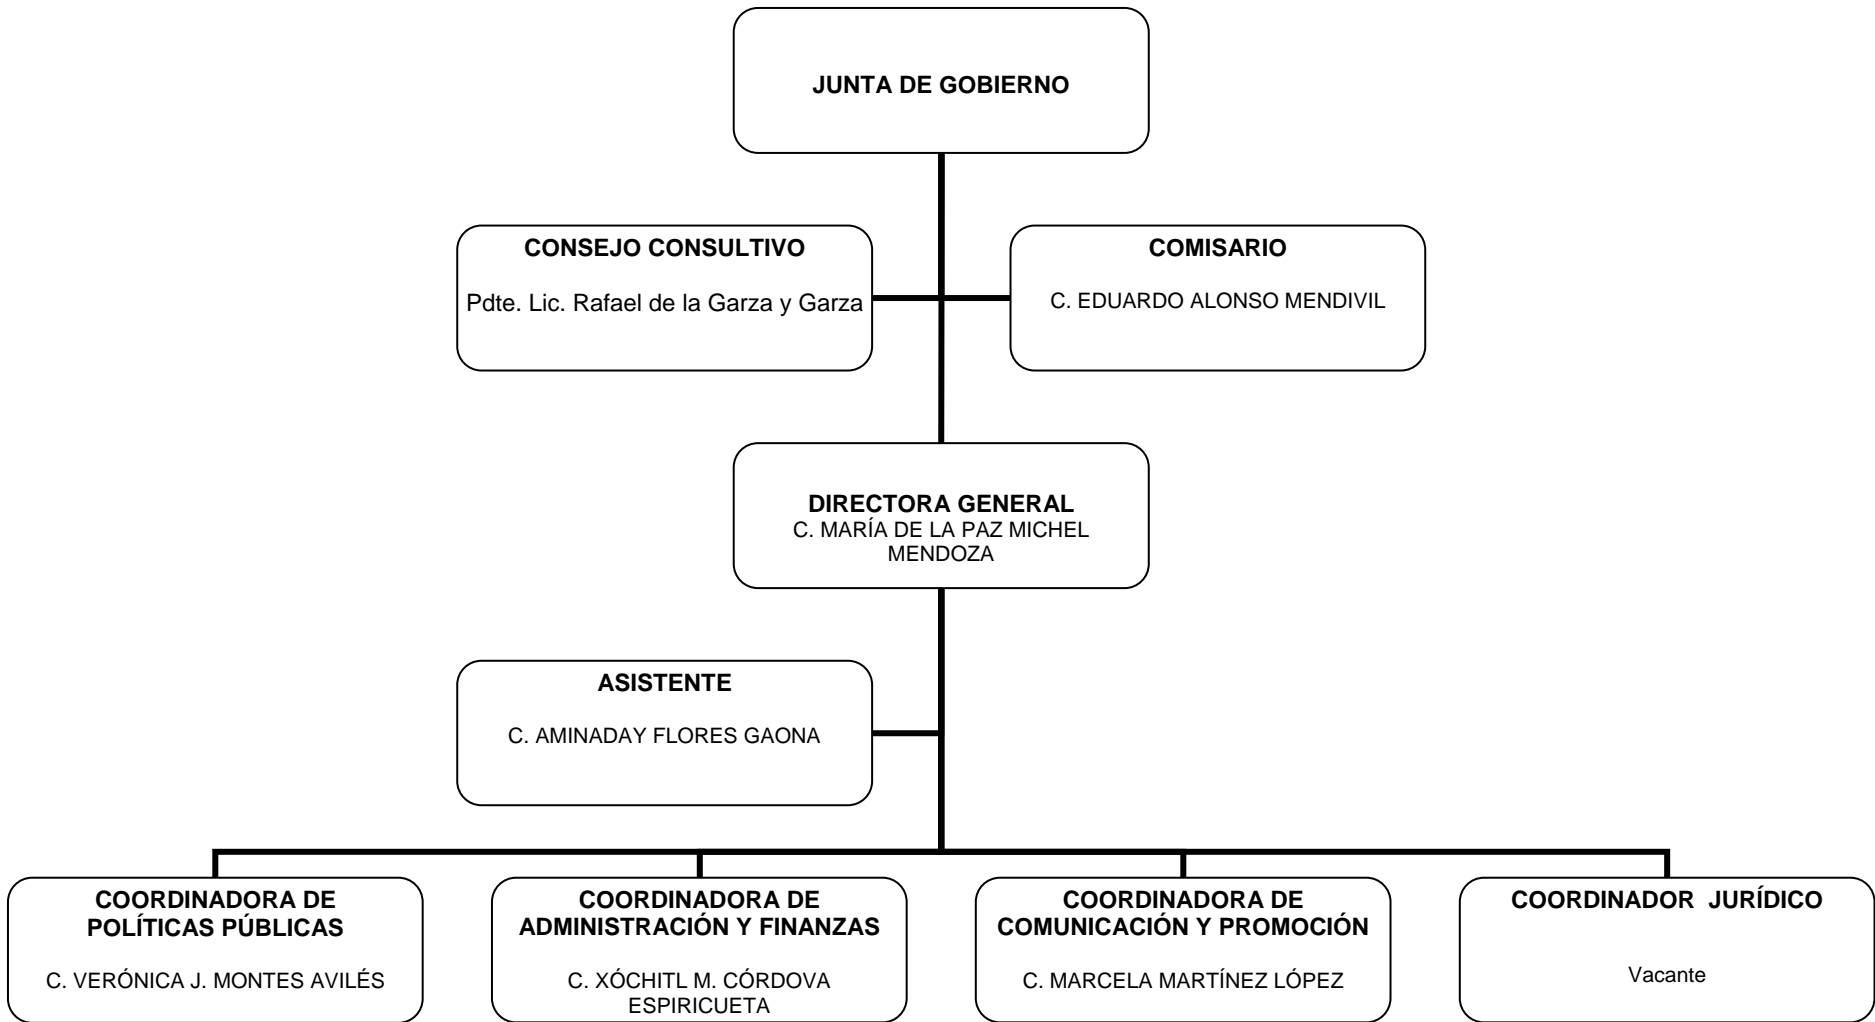 JUNTA DE GOBIERNO
CONSEJO CONSULTIVO
Pdte. Lic. Rafael de la Garza y Garza
COMISARIO
C. EDUARDO ALONSO MENDIVIL
DIRECTORA GENERAL
C. MARÍA DE LA PAZ MICHEL
MENDOZA
ASISTENTE
C. AMINADAY FLORES GAONA
COORDINADORA DE
POLÍTICAS PÚBLICAS
C. VERÓNICA J. MONTES AVILÉS
COORDINADORA DE
ADMINISTRACIÓN Y FINANZAS
C. XÓCHITL M. CÓRDOVA
ESPIRICUETA
COORDINADORA DE
COMUNICACIÓN Y PROMOCIÓN
C. MARCELA MARTÍNEZ LÓPEZ
COORDINADOR  JURÍDICO
Vacante